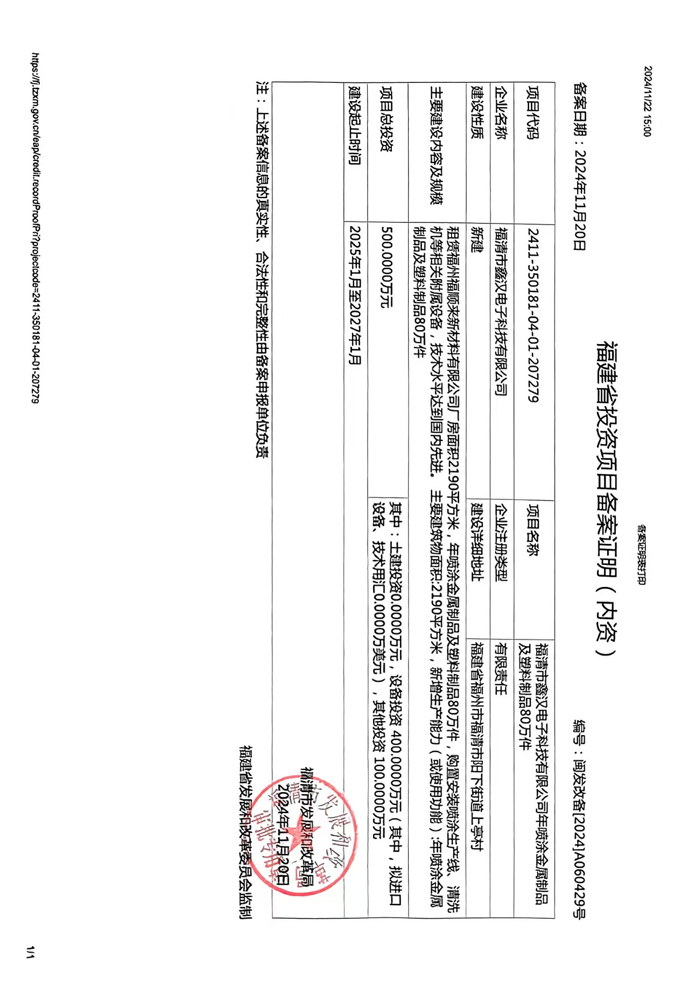 2024/11/22 15:00
备案证明表打印
福建省投资项目备案证明（内资）
备案日期：2024年11月20日
编号：闽发改备[2024]A060429号
项目代码
2411-350181-04-01-207279
项目名称
福清市鑫汉电子科技有限公司年喷涂金属制品
及塑料制品80万件
企业名称
福清市鑫汉电子科技有限公司
企业注册类型
有限责任
建设性质
新建
建设详细地址
福建省福州市福清市阳下街道上亭村
主要建设内容及规模
租赁福州福顺来新材料有限公司厂房面积2190平方米，年喷涂金属制品及塑料制品80万件，购置安装喷涂生产线、清洗
机等相关附属设备，技术水平达到国内先进。 主要建筑物面积:2190平方米，新增生产能力（或使用功能）:年喷涂金属
制品及塑料制品80万件
项目总投资
500.0000万元
其中：土建投资0.0000万元，设备投资 400.0000万元（其中，拟进口
设备、技术用汇0.0000万美元），其他投资 100.0000万元
建设起止时间
2025年1月至2027年1月
福清市发展和改革局
2024年11月20日
福清市发展和改革局
审批专用章
注：上述备案信息的真实性、合法性和完整性由备案申报单位负责
福建省发展和改革委员会监制
https://fj.tzxm.gov.cn/eap/credit.recordProofPri?projectcode=2411-350181-04-01-207279
1/1